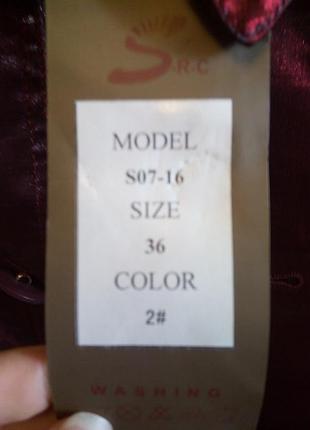 S-R-C
MODEL
S07-16
SIZE
36
COLOR
2#
WASHING